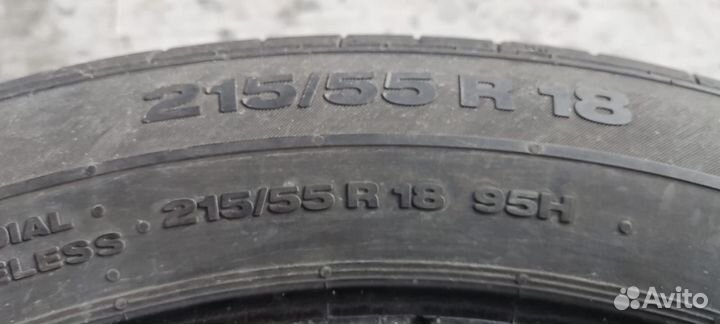 215/55 R 18
DIAL
ELESS • 215/55 R 18 95H
Avito